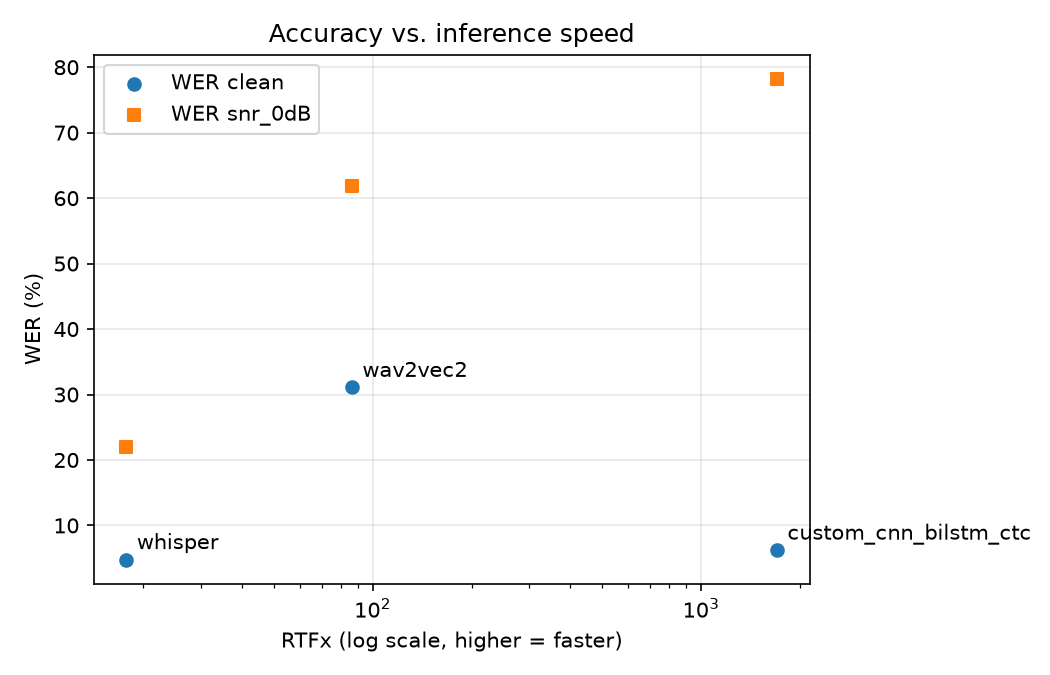 Accuracy vs. inference speed
WER clean
WER snr_0dB
WER (%)
80
70
60
50
40
30
20
10
wav2vec2
whisper
custom_cnn_bilstm_ctc
10²
10³
RTFx (log scale, higher = faster)